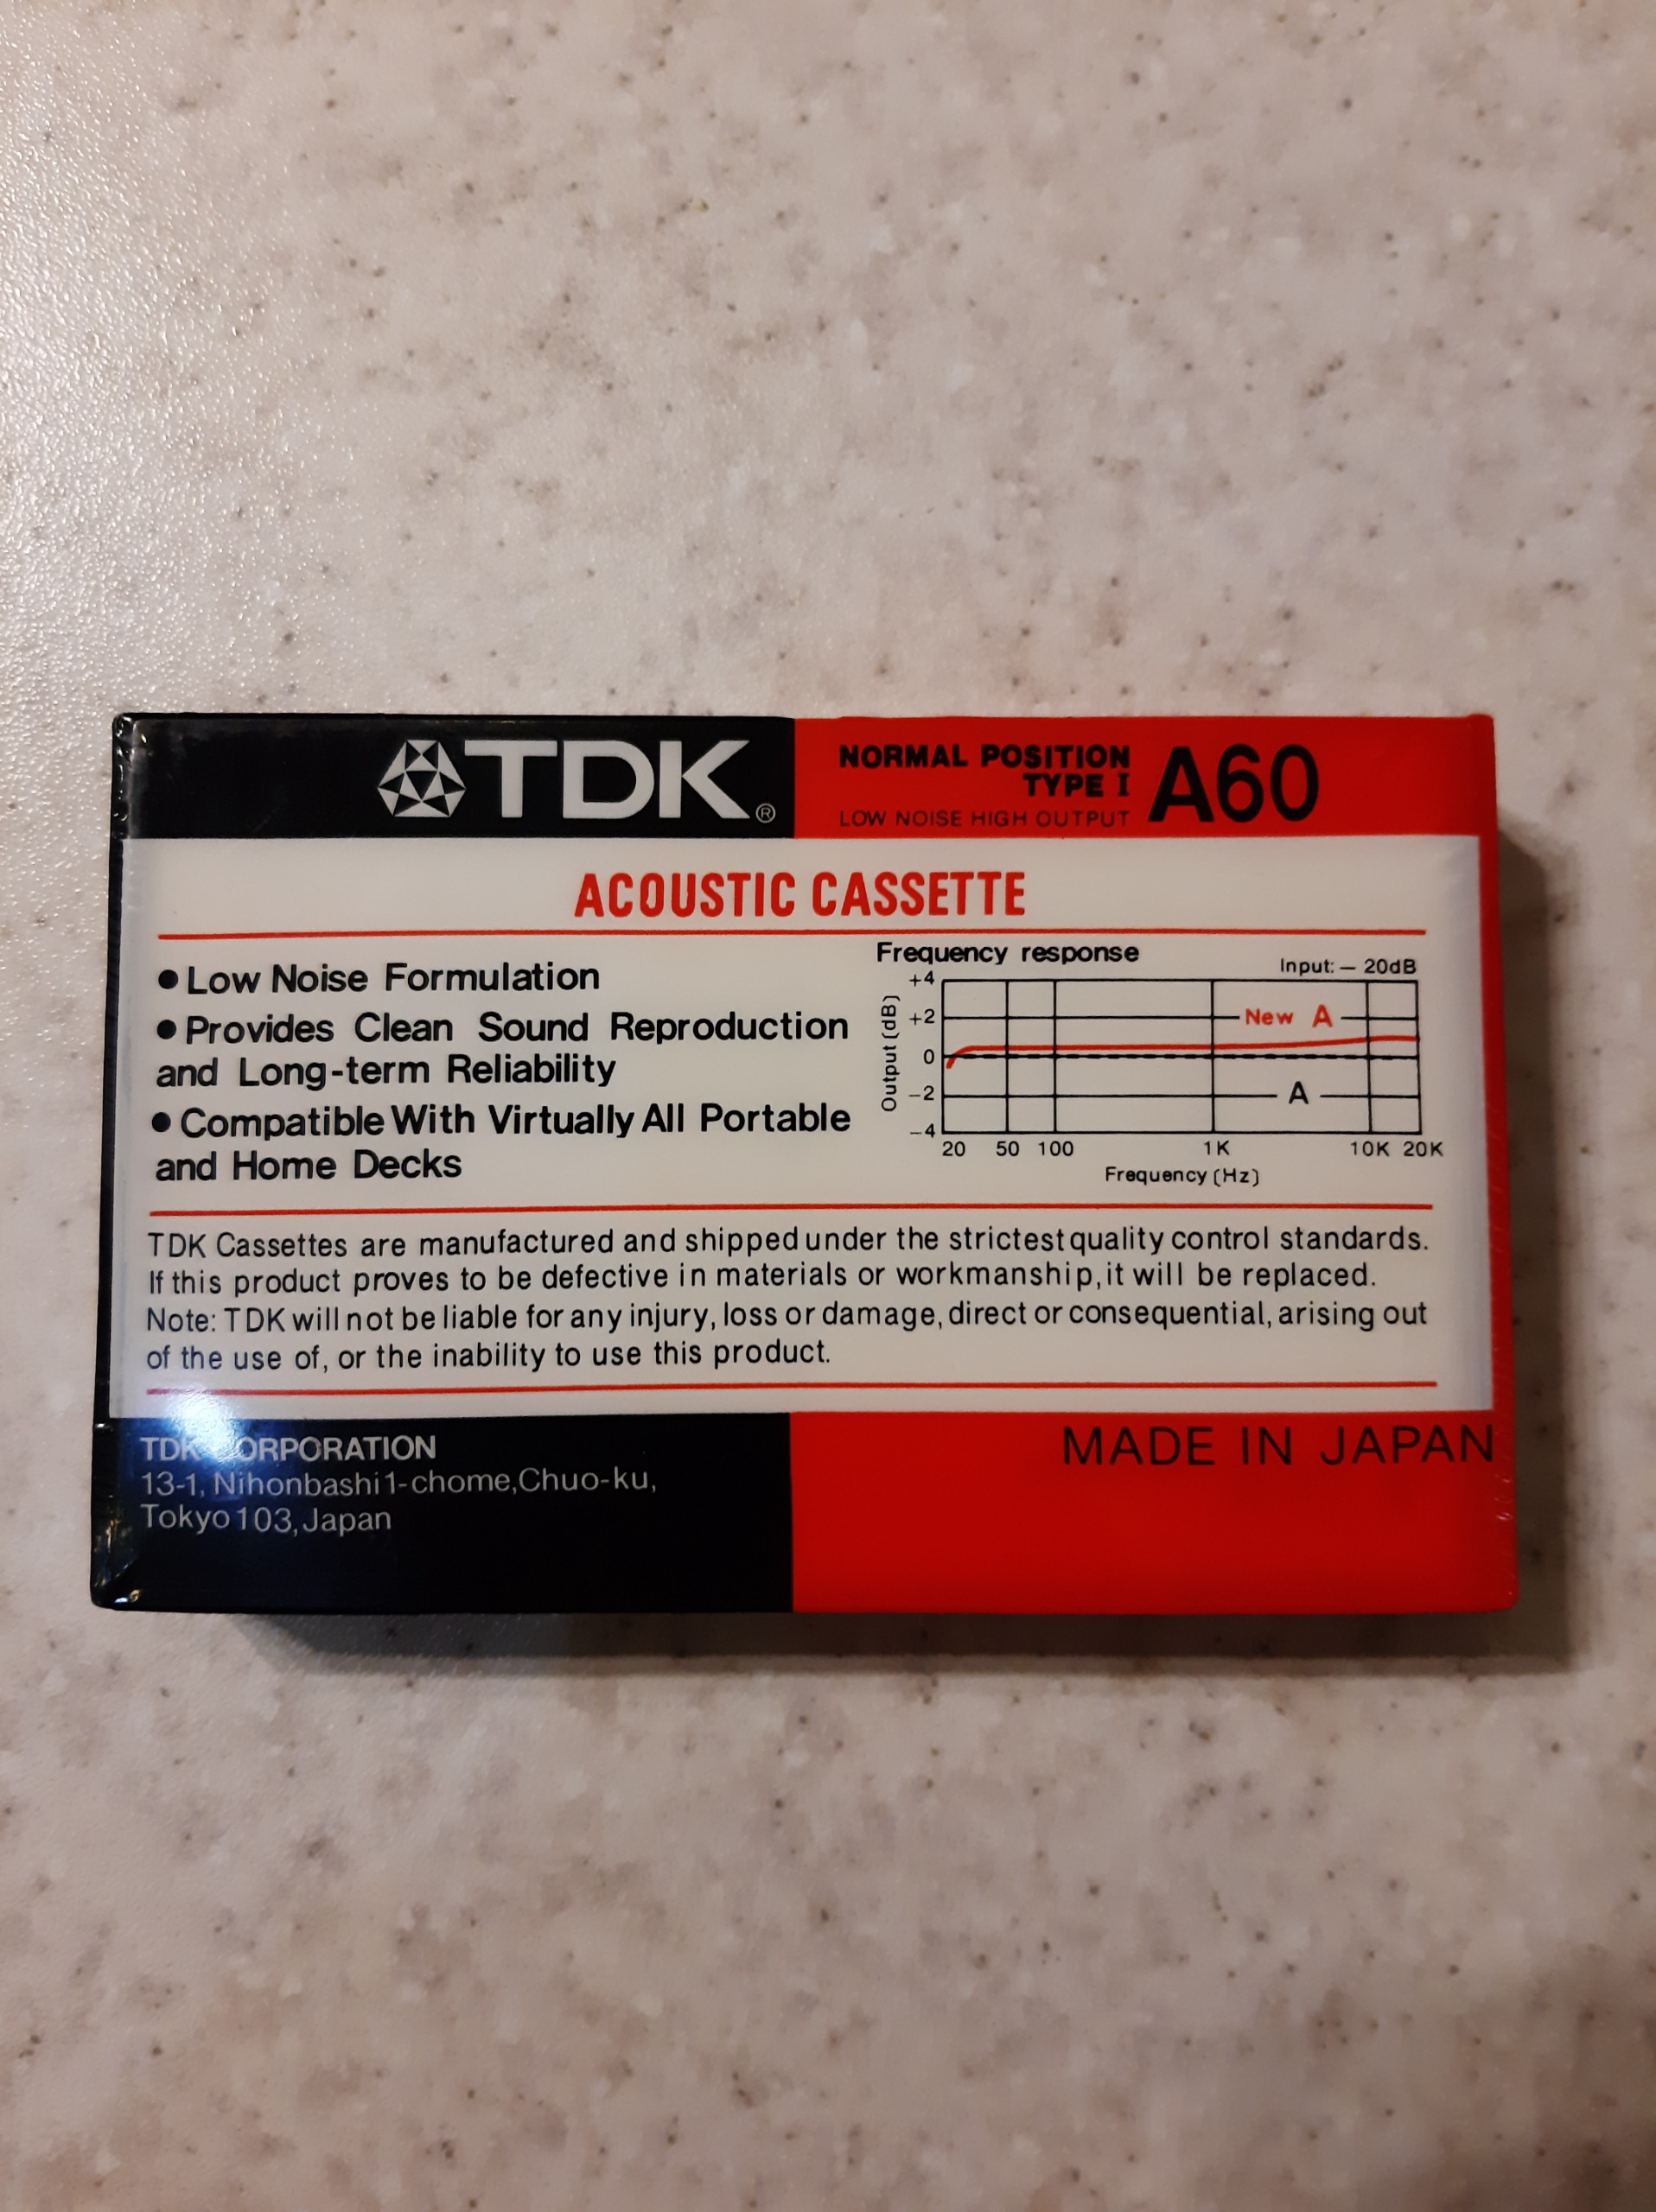 TDK®
NORMAL POSITION
TYPE I
LOW NOISE HIGH OUTPUT
A60
ACOUSTIC CASSETTE
● Low Noise Formulation
● Provides Clean Sound Reproduction
and Long-term Reliability
● Compatible With Virtually All Portable
and Home Decks
Frequency response
Input: – 20dB
Output (dB)
+4
+2
0
–2
–4
New A
A
20 50 100 1K 10K 20K
Frequency (Hz)
TDK Cassettes are manufactured and shipped under the strictest quality control standards.
If this product proves to be defective in materials or workmanship, it will be replaced.
Note: TDK will not be liable for any injury, loss or damage, direct or consequential, arising out
of the use of, or the inability to use this product.
TDK CORPORATION
13-1, Nihonbashi 1-chome, Chuo-ku,
Tokyo 103, Japan
MADE IN JAPAN